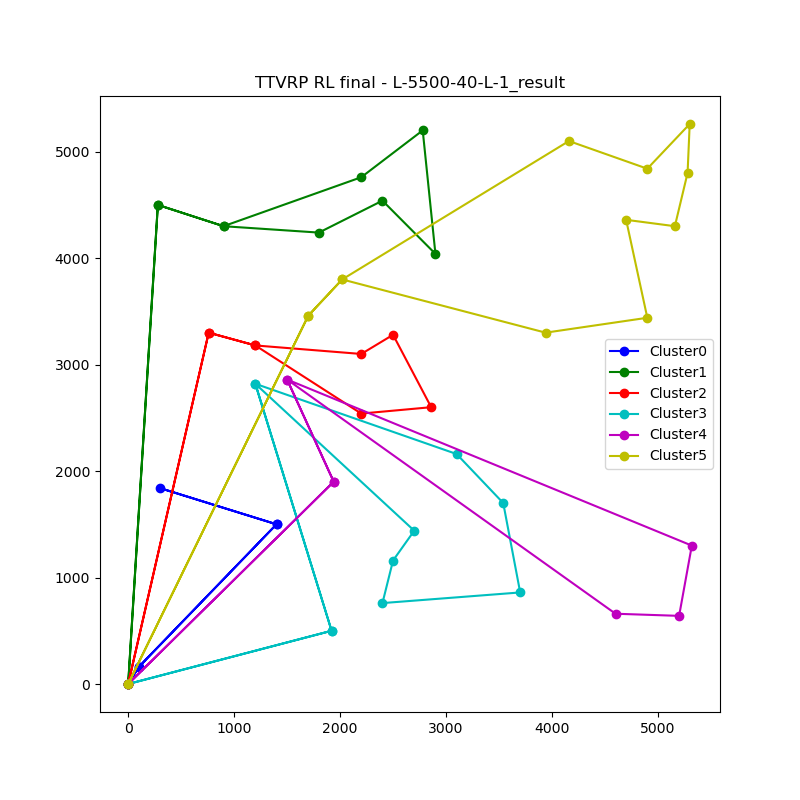 TTVRP RL final - L-5500-40-L-1_result
5000
4000
3000
2000
1000
0
Cluster0
Cluster1
Cluster2
Cluster3
Cluster4
Cluster5
0 1000 2000 3000 4000 5000